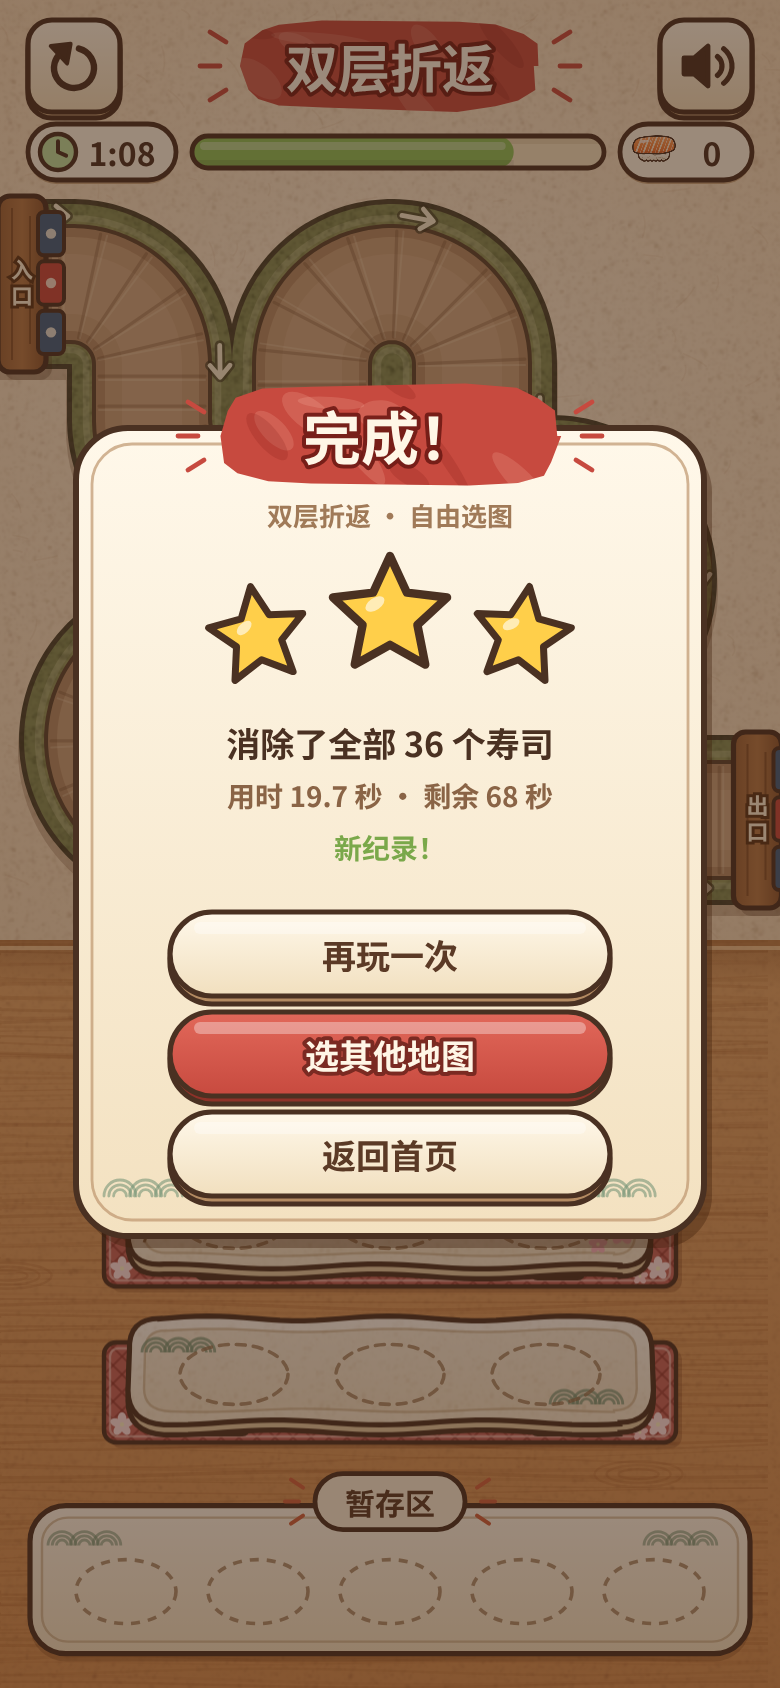 双层折返
1:08
0
入口
完成!
双层折返 · 自由选图
消除了全部 36 个寿司
用时 19.7 秒 · 剩余 68 秒
新纪录!
出口
再玩一次
选其他地图
返回首页
暂存区